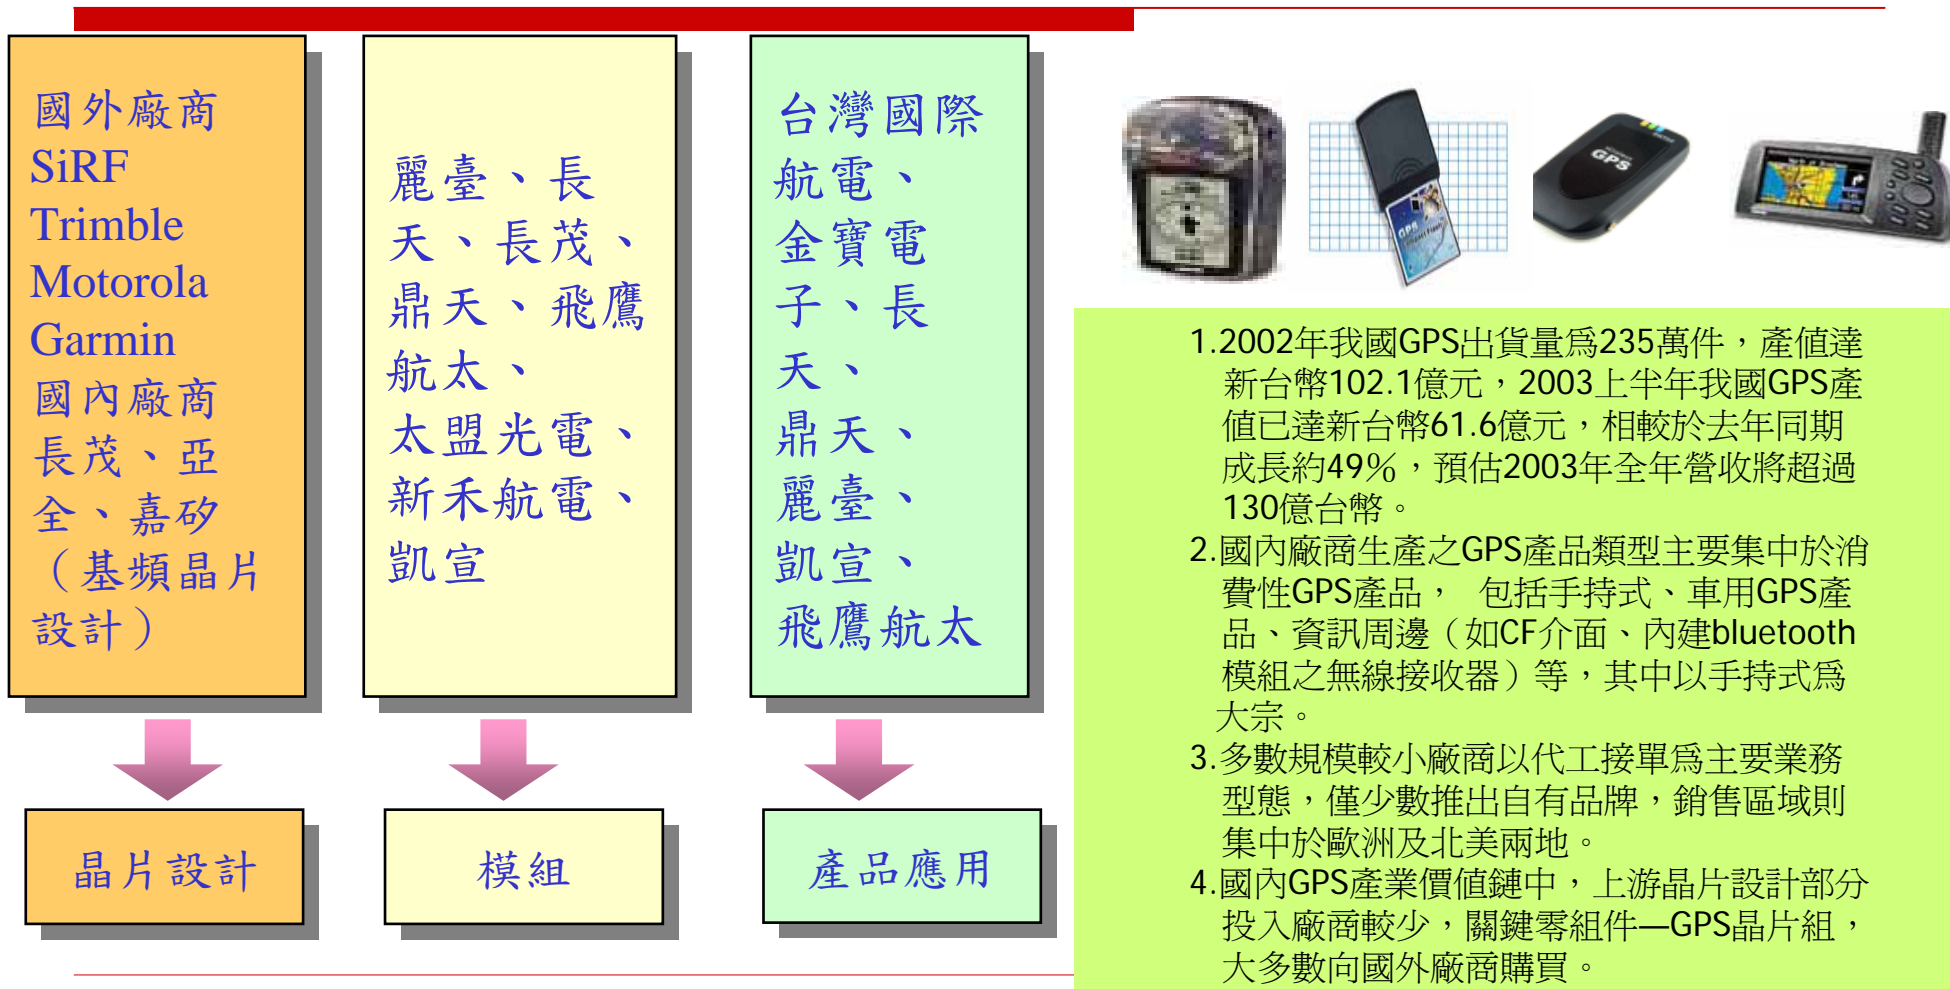 國外廠商
SiRF
Trimble
Motorola
Garmin
國內廠商
長茂、亞
全、嘉矽
（基頻晶片
設計）
麗臺、長
天、長茂、
鼎天、飛鷹
航太、
太盟光電、
新禾航電、
凱宣
台灣國際
航電、
金寶電
子、長
天、
鼎天、
麗臺、
凱宣、
飛鷹航太
晶片設計
模組
產品應用
GPS
GPS
1.2002年我國GPS出貨量為235萬件，產值達
新台幣102.1億元，2003上半年我國GPS產
值已達新台幣61.6億元，相較於去年同期
成長約49%，預估2003年全年營收將超過
130億台幣。
2.國內廠商生產之GPS產品類型主要集中於消
費性GPS產品， 包括手持式、車用GPS產
品、資訊周邊（如CF介面、內建bluetooth
模組之無線接收器）等，其中以手持式為
大宗。
3.多數規模較小廠商以代工接單為主要業務
型態，僅少數推出自有品牌，銷售區域則
集中於歐洲及北美兩地。
4.國內GPS產業價值鏈中，上游晶片設計部分
投入廠商較少，關鍵零組件—GPS晶片組，
大多數向國外廠商購買。